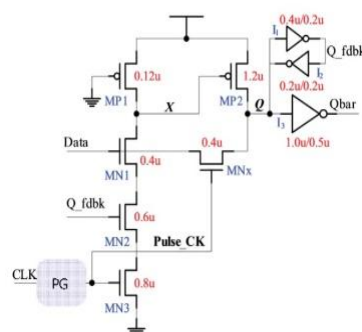 0.4u/0.2u
I₁
Q_fdbk
I₂
0.12u
1.2u
MP1
X
MP2
Q
0.2u/0.2u
Qbar
I₃
Data
0.4u
1.0u/0.5u
MN1
0.4u
MNx
Q_fdbk
0.6u
MN2
Pulse_CK
CLK
PG
0.8u
MN3